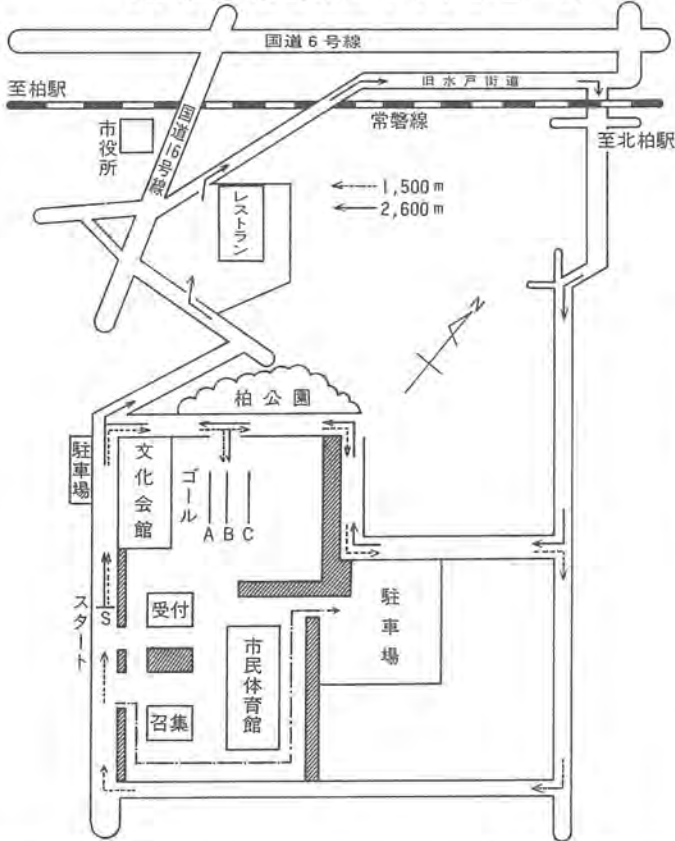 国道6号線
至柏駅
旧水戸街道
国道16号線
常磐線
至北柏駅
市役所
レストラン
1,500m
2,600m
N
柏公園
駐車場
文化会館
ゴール
A B C
スタート
S
受付
駐車場
市民体育館
召集